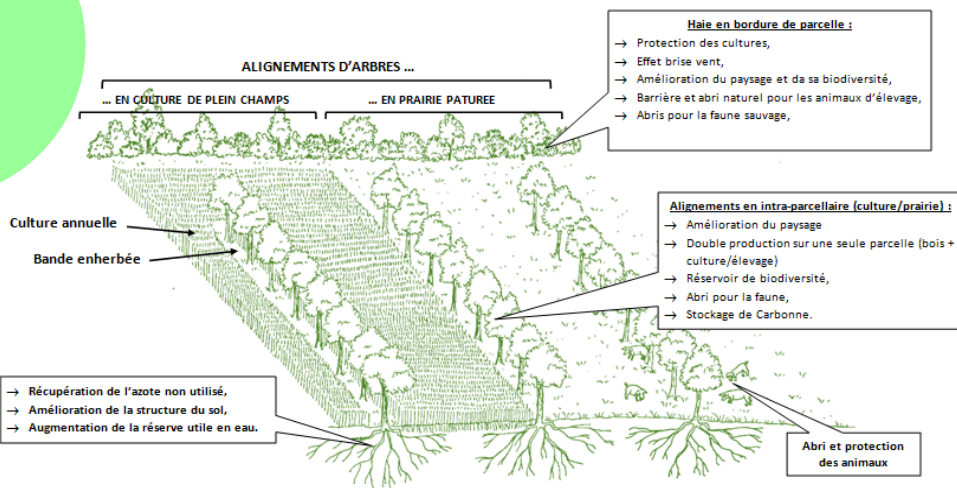 Haie en bordure de parcelle :
→ Protection des cultures,
→ Effet brise vent,
→ Amélioration du paysage et da sa biodiversité,
→ Barrière et abri naturel pour les animaux d'élevage,
→ Abris pour la faune sauvage,
ALIGNEMENTS D'ARBRES ...
... EN CULTURE DE PLEIN CHAMPS
... EN PRAIRIE PATUREE
Alignements en intra-parcellaire (culture/prairie) :
→ Amélioration du paysage
→ Double production sur une seule parcelle (bois +
culture/élevage)
→ Réservoir de biodiversité,
→ Abri pour la faune,
→ Stockage de Carbonne.
Culture annuelle
Bande enherbée
→ Récupération de l'azote non utilisé,
→ Amélioration de la structure du sol,
→ Augmentation de la réserve utile en eau.
Abri et protection
des animaux